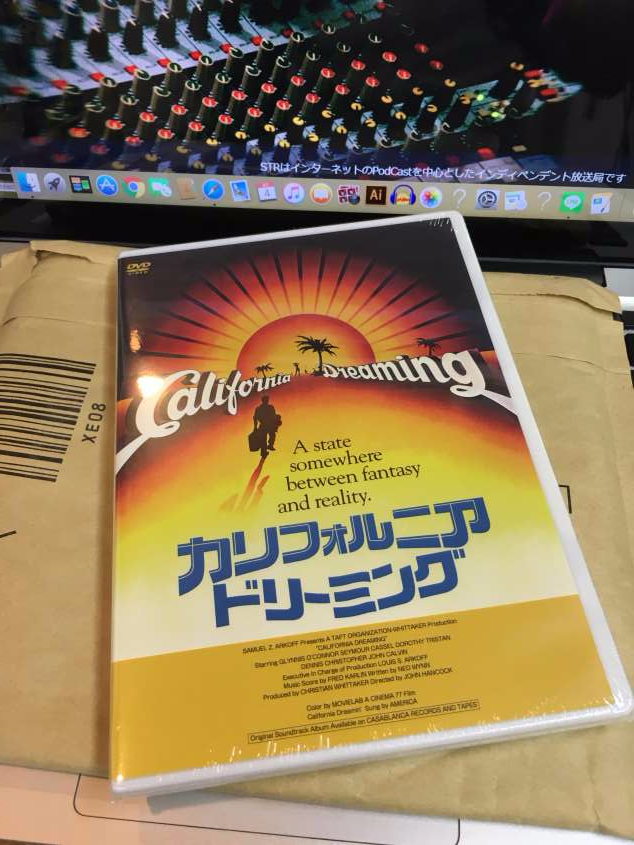 STRはインターネットのPodCastを中心としたインディペンデント放送局です
4
Ai
DVD
VIDEO
California Dreaming
XE08
A state
somewhere
between fantasy
and reality.
カリフォルニア
ドリーミング
SAMUEL Z. ARKOFF Presents A TAFT ORGANIZATION-WHITTAKER Production
"CALIFORNIA DREAMING"
Starring GLYNNIS O'CONNOR SEYMOUR CASSEL DOROTHY TRISTAN
DENNIS CHRISTOPHER JOHN CALVIN
Executive in Charge of Production LOUIS S. ARKOFF
Music Score by FRED KARLIN Written by NED WYNN
Produced by CHRISTIAN WHITTAKER Directed by JOHN HANCOCK
Color by MOVIELAB A CINEMA 77 Film
California Dreamin' Sung by AMERICA
Original Soundtrack Album Available on CASABLANCA RECORDS AND TAPES